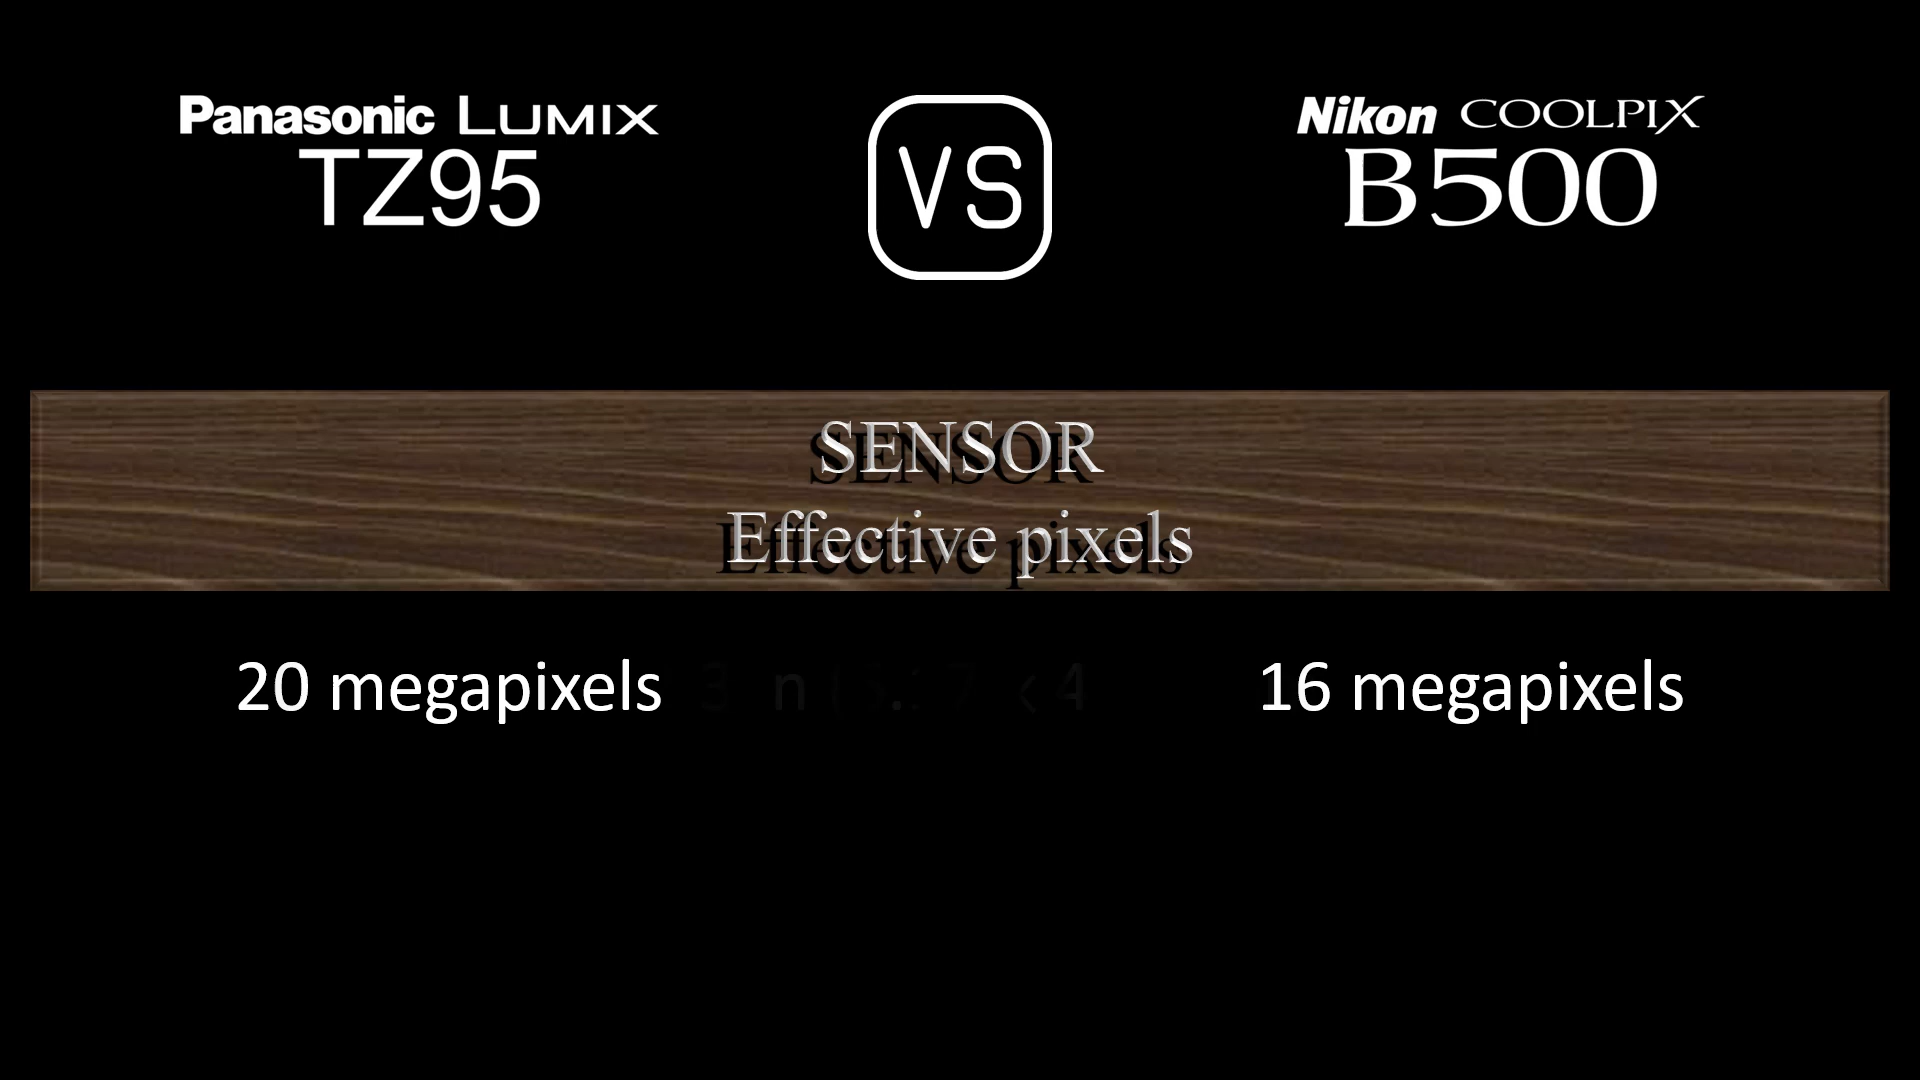 Panasonic LUMIX
TZ95
VS
Nikon COOLPIX
B500
SENSOR
Effective pixels
20 megapixels
16 megapixels